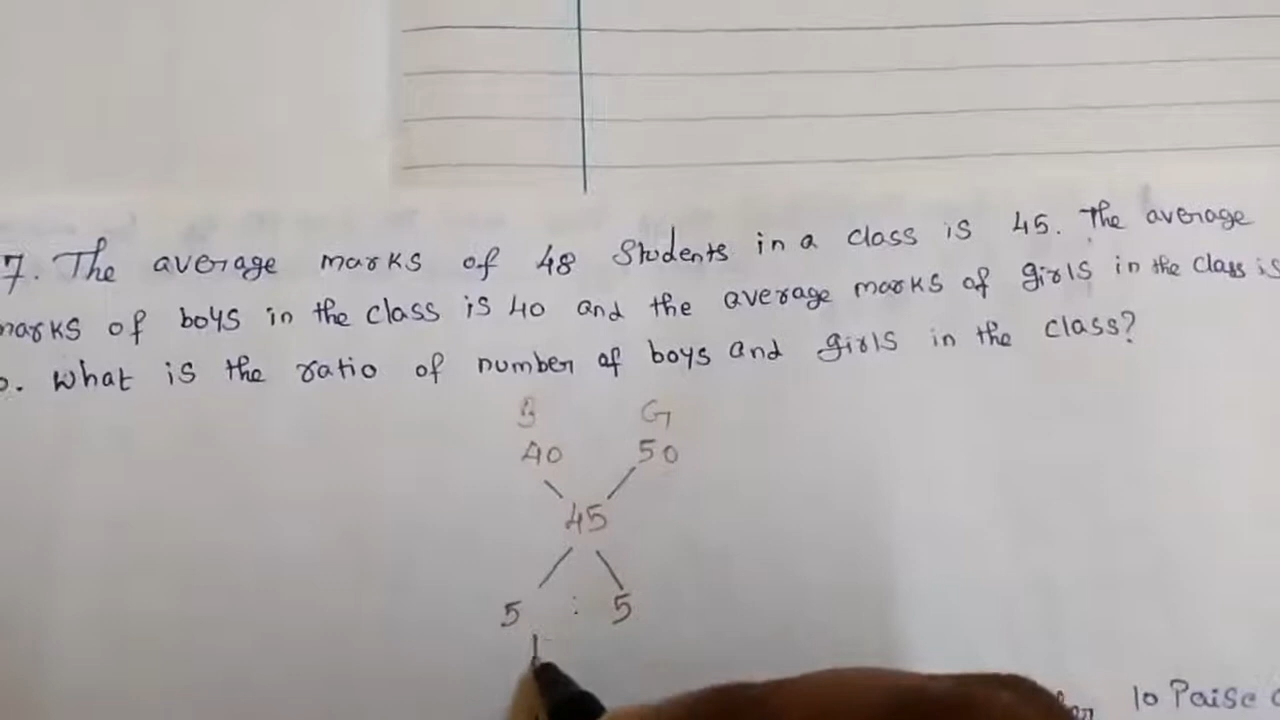 7. The average marks of 48 Students in a class is 45. The average
marks of boys in the class is 40 and the average marks of girls in the class is
0. What is the ratio of number of boys and girls in the class?
B G
40 50
45
5 : 5
1
10 Paise